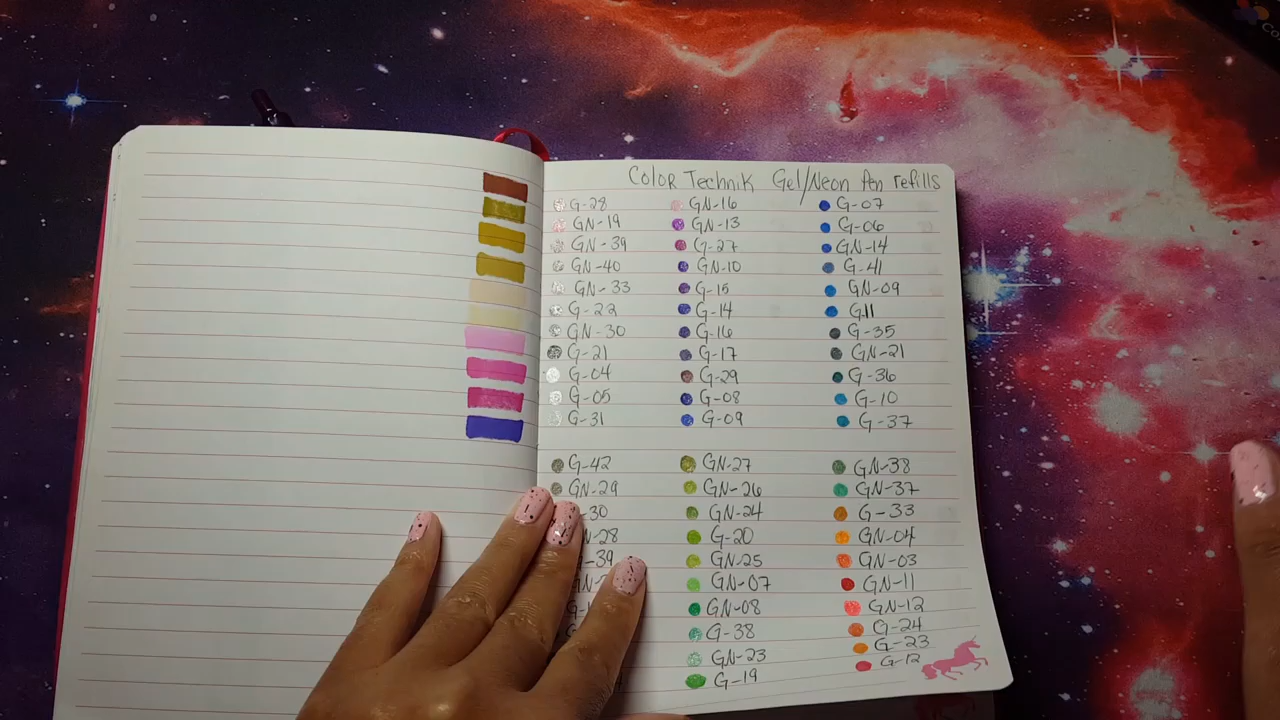 Color Technik Gel/Neon Pen refills
G-28 GN-16 G-07
GN-19 GN-13 G-06
GN-39 G-27 GN-14
GN-40 GN-10 G-41
GN-33 G-15 GN-09
G-22 G-14 G11
GN-30 G-16 G-35
G-21 G-17 GN-21
G-04 G-29 G-36
G-05 G-08 G-10
G-31 G-09 G-37
G-42 GN-27 GN-38
GN-29 GN-26 GN-37
-30 GN-24 G-33
-28 G-20 GN-04
-39 GN25 GN-03
GN-07 GN-11
GN-08 GN-12
G-38 G-24
GN-23 G-23
G-19 G-12